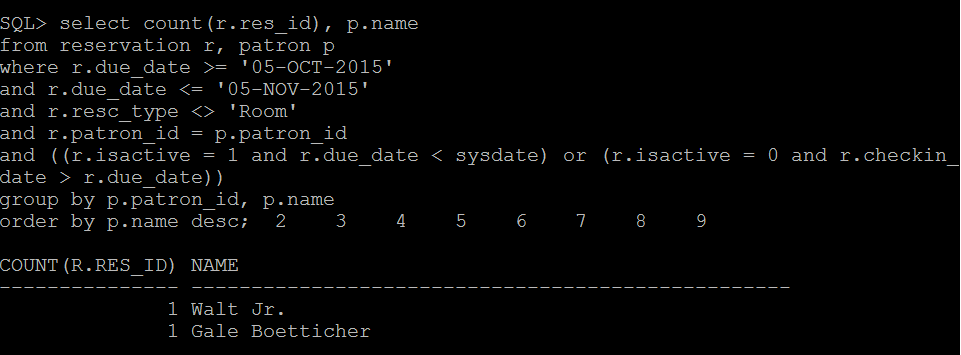 SQL> select count(r.res_id), p.name
from reservation r, patron p
where r.due_date >= '05-OCT-2015'
and r.due_date <= '05-NOV-2015'
and r.resc_type <> 'Room'
and r.patron_id = p.patron_id
and ((r.isactive = 1 and r.due_date < sysdate) or (r.isactive = 0 and r.checkin_
date > r.due_date))
group by p.patron_id, p.name
order by p.name desc;  2    3    4    5    6    7    8    9
COUNT(R.RES_ID) NAME
--------------- --------------------------------------------------
1 Walt Jr.
1 Gale Boetticher